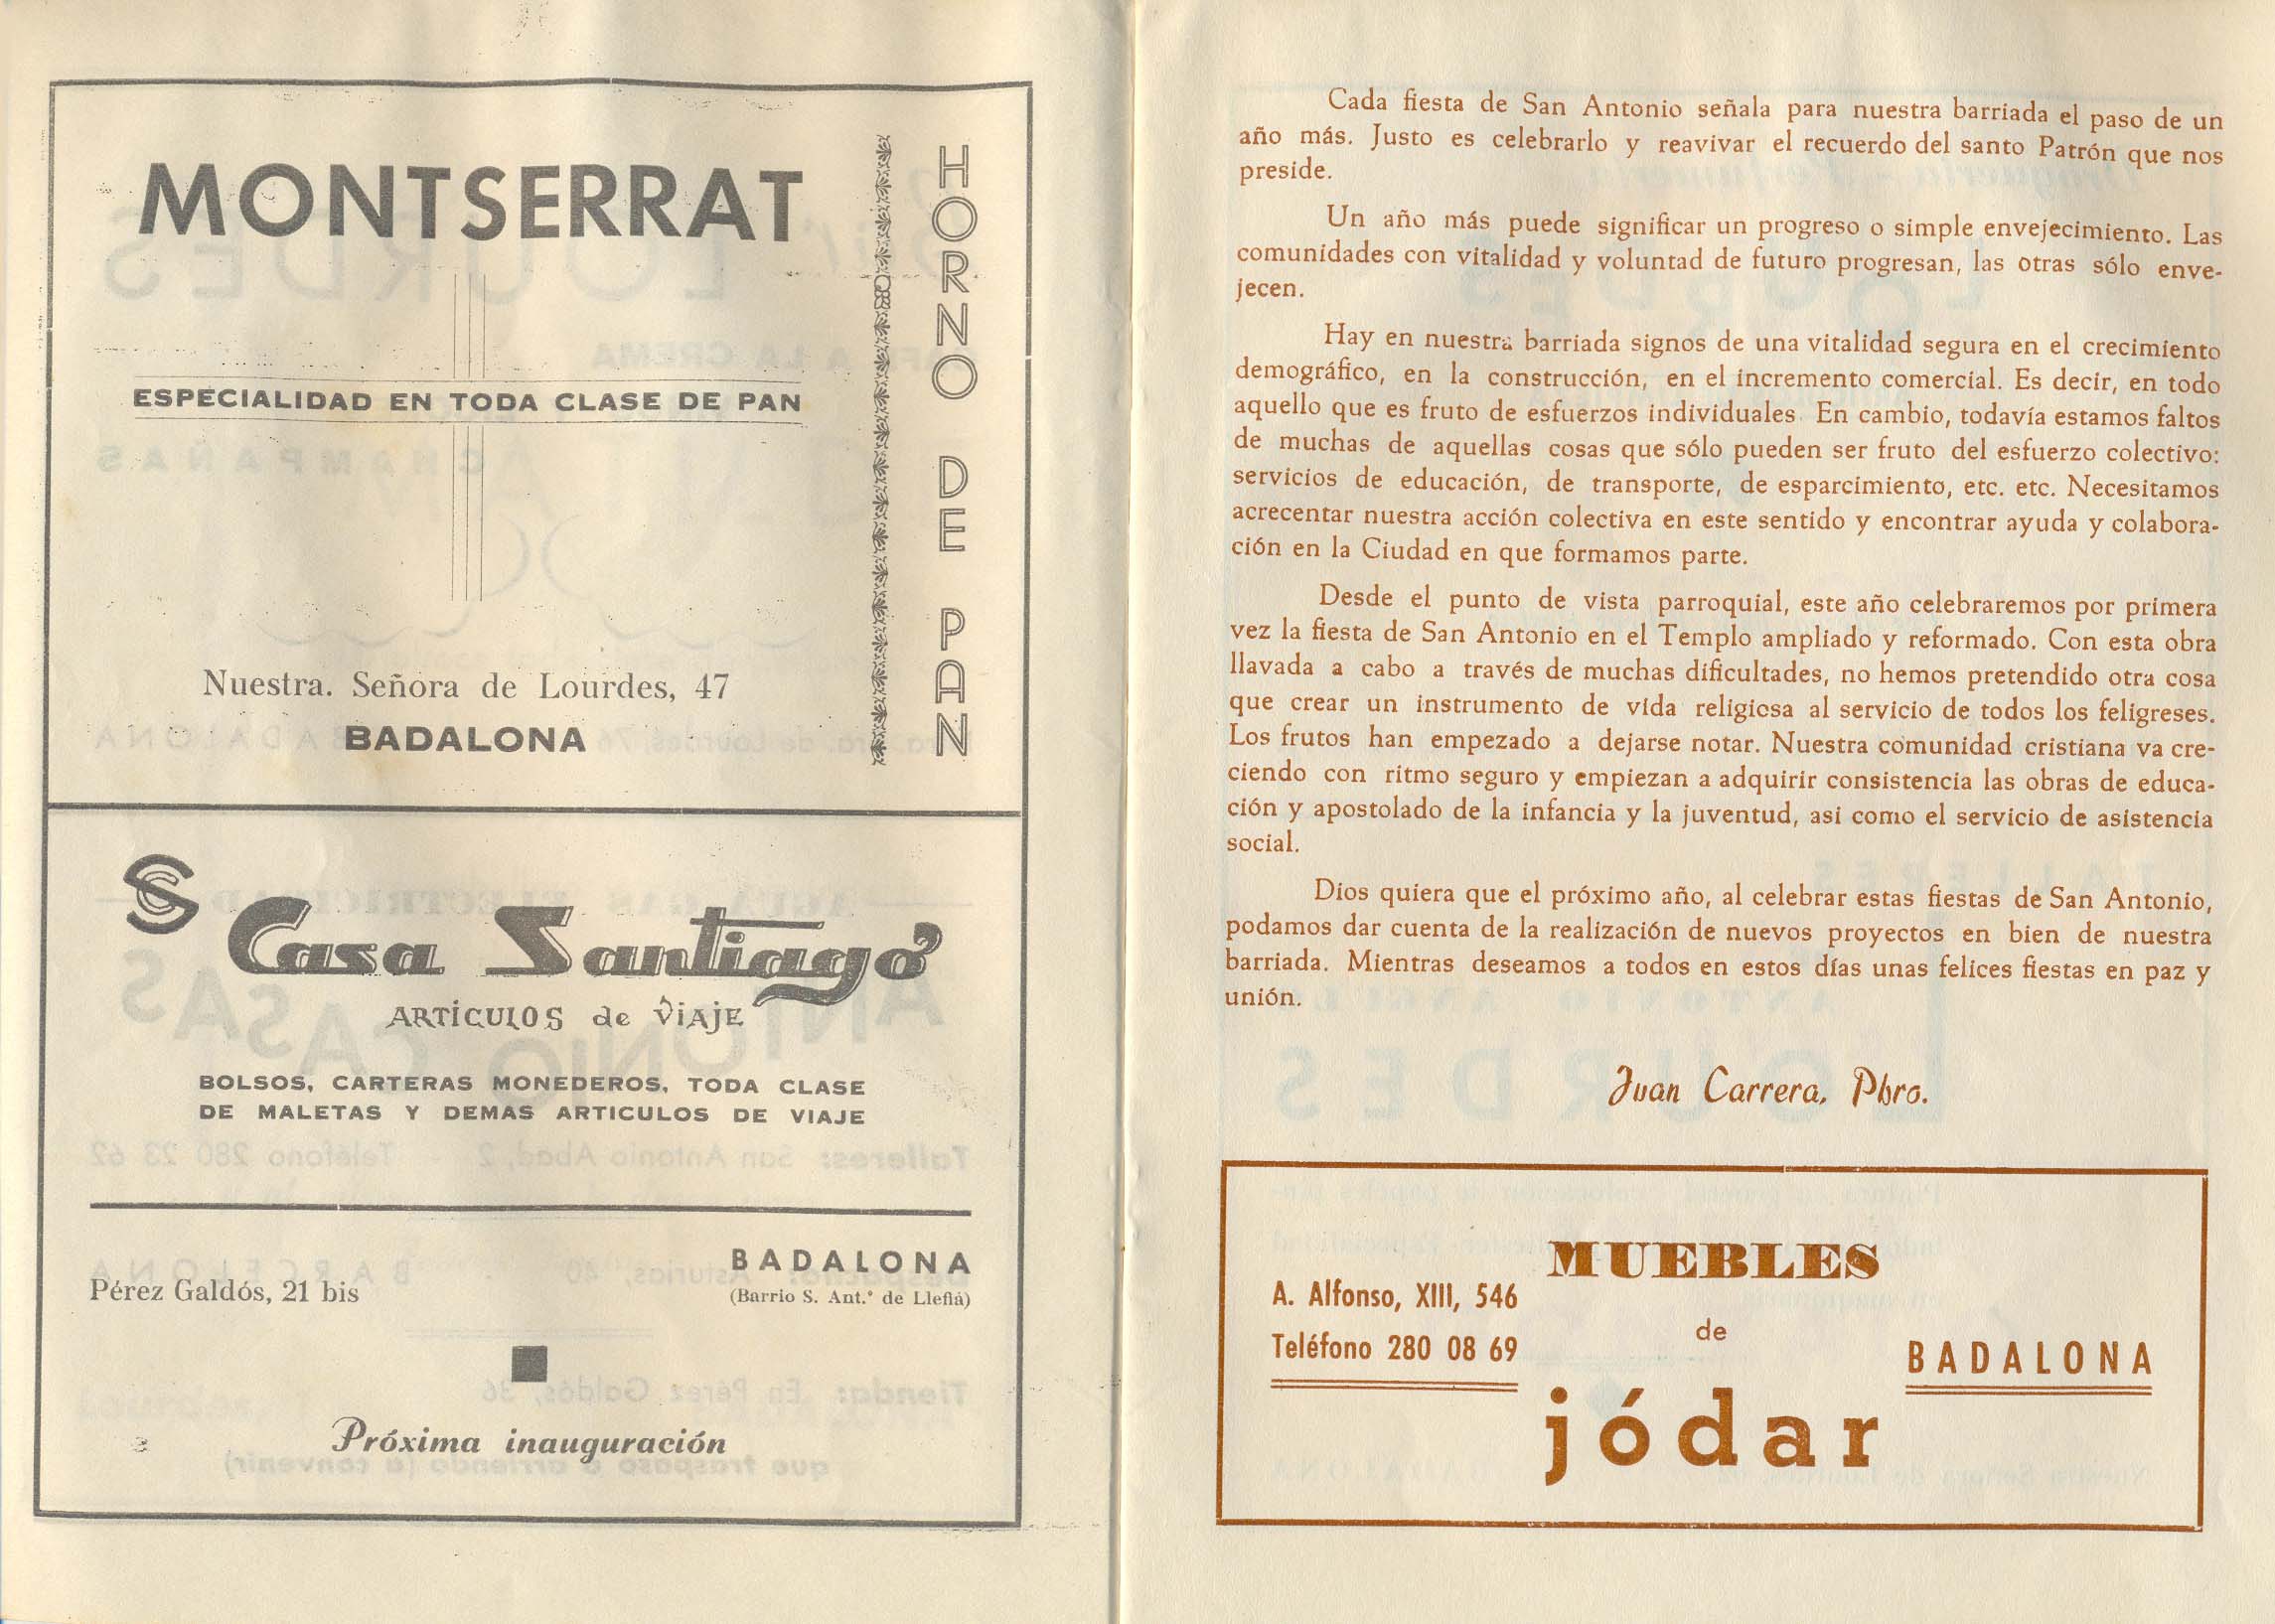 MONTSERRAT
HORNO DE PAN
ESPECIALIDAD EN TODA CLASE DE PAN
Nuestra. Señora de Lourdes, 47
BADALONA
CS
Casa Santiago
ARTÍCULOS de VIAJE
BOLSOS, CARTERAS MONEDEROS, TODA CLASE
DE MALETAS Y DEMAS ARTICULOS DE VIAJE
Pérez Galdós, 21 bis
BADALONA
(Barrio S. Ant.º de Llefiá)
Próxima inauguración
Cada fiesta de San Antonio señala para nuestra barriada el paso de un
año más. Justo es celebrarlo y reavivar el recuerdo del santo Patrón que nos
preside.
Un año más puede significar un progreso o simple envejecimiento. Las
comunidades con vitalidad y voluntad de futuro progresan, las otras sólo enve-
jecen.
Hay en nuestra barriada signos de una vitalidad segura en el crecimiento
demográfico, en la construcción, en el incremento comercial. Es decir, en todo
aquello que es fruto de esfuerzos individuales. En cambio, todavía estamos faltos
de muchas de aquellas cosas que sólo pueden ser fruto del esfuerzo colectivo:
servicios de educación, de transporte, de esparcimiento, etc. etc. Necesitamos
acrecentar nuestra acción colectiva en este sentido y encontrar ayuda y colabora-
ción en la Ciudad en que formamos parte.
Desde el punto de vista parroquial, este año celebraremos por primera
vez la fiesta de San Antonio en el Templo ampliado y reformado. Con esta obra
llavada a cabo a través de muchas dificultades, no hemos pretendido otra cosa
que crear un instrumento de vida religiosa al servicio de todos los feligreses.
Los frutos han empezado a dejarse notar. Nuestra comunidad cristiana va cre-
ciendo con ritmo seguro y empiezan a adquirir consistencia las obras de educa-
ción y apostolado de la infancia y la juventud, asi como el servicio de asistencia
social.
Dios quiera que el próximo año, al celebrar estas fiestas de San Antonio,
podamos dar cuenta de la realización de nuevos proyectos en bien de nuestra
barriada. Mientras deseamos a todos en estos días unas felices fiestas en paz y
unión.
Juan Carrera, Pbro.
A. Alfonso, XIII, 546
Teléfono 280 08 69
MUEBLES
de
jódar
BADALONA